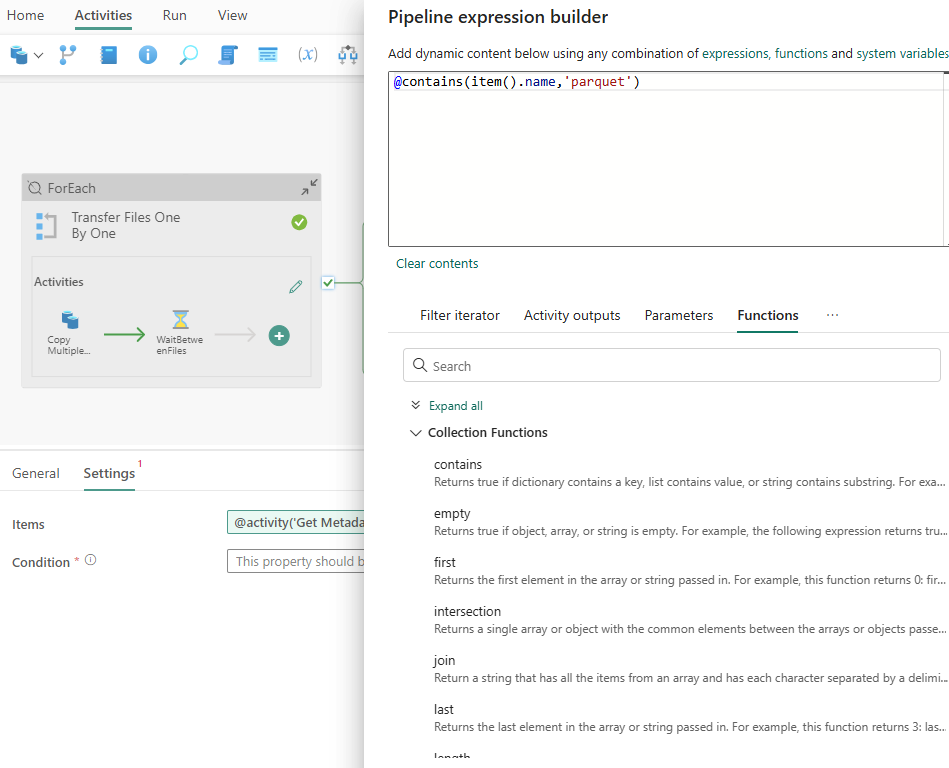 Home Activities Run View
(x)
ForEach
Transfer Files One
By One
Activities
Copy
Multiple...
WaitBetwe
enFiles
General Settings 1
Items @activity('Get Metada
Condition * This property should b
Pipeline expression builder
Add dynamic content below using any combination of expressions, functions and system variables
@contains(item().name,'parquet')
Clear contents
Filter iterator Activity outputs Parameters Functions ...
Search
Expand all
Collection Functions
contains
Returns true if dictionary contains a key, list contains value, or string contains substring. For exa...
empty
Returns true if object, array, or string is empty. For example, the following expression returns tru...
first
Returns the first element in the array or string passed in. For example, this function returns 0: fir...
intersection
Returns a single array or object with the common elements between the arrays or objects passe...
join
Return a string that has all the items from an array and has each character separated by a delimi...
last
Returns the last element in the array or string passed in. For example, this function returns 3: las...
length